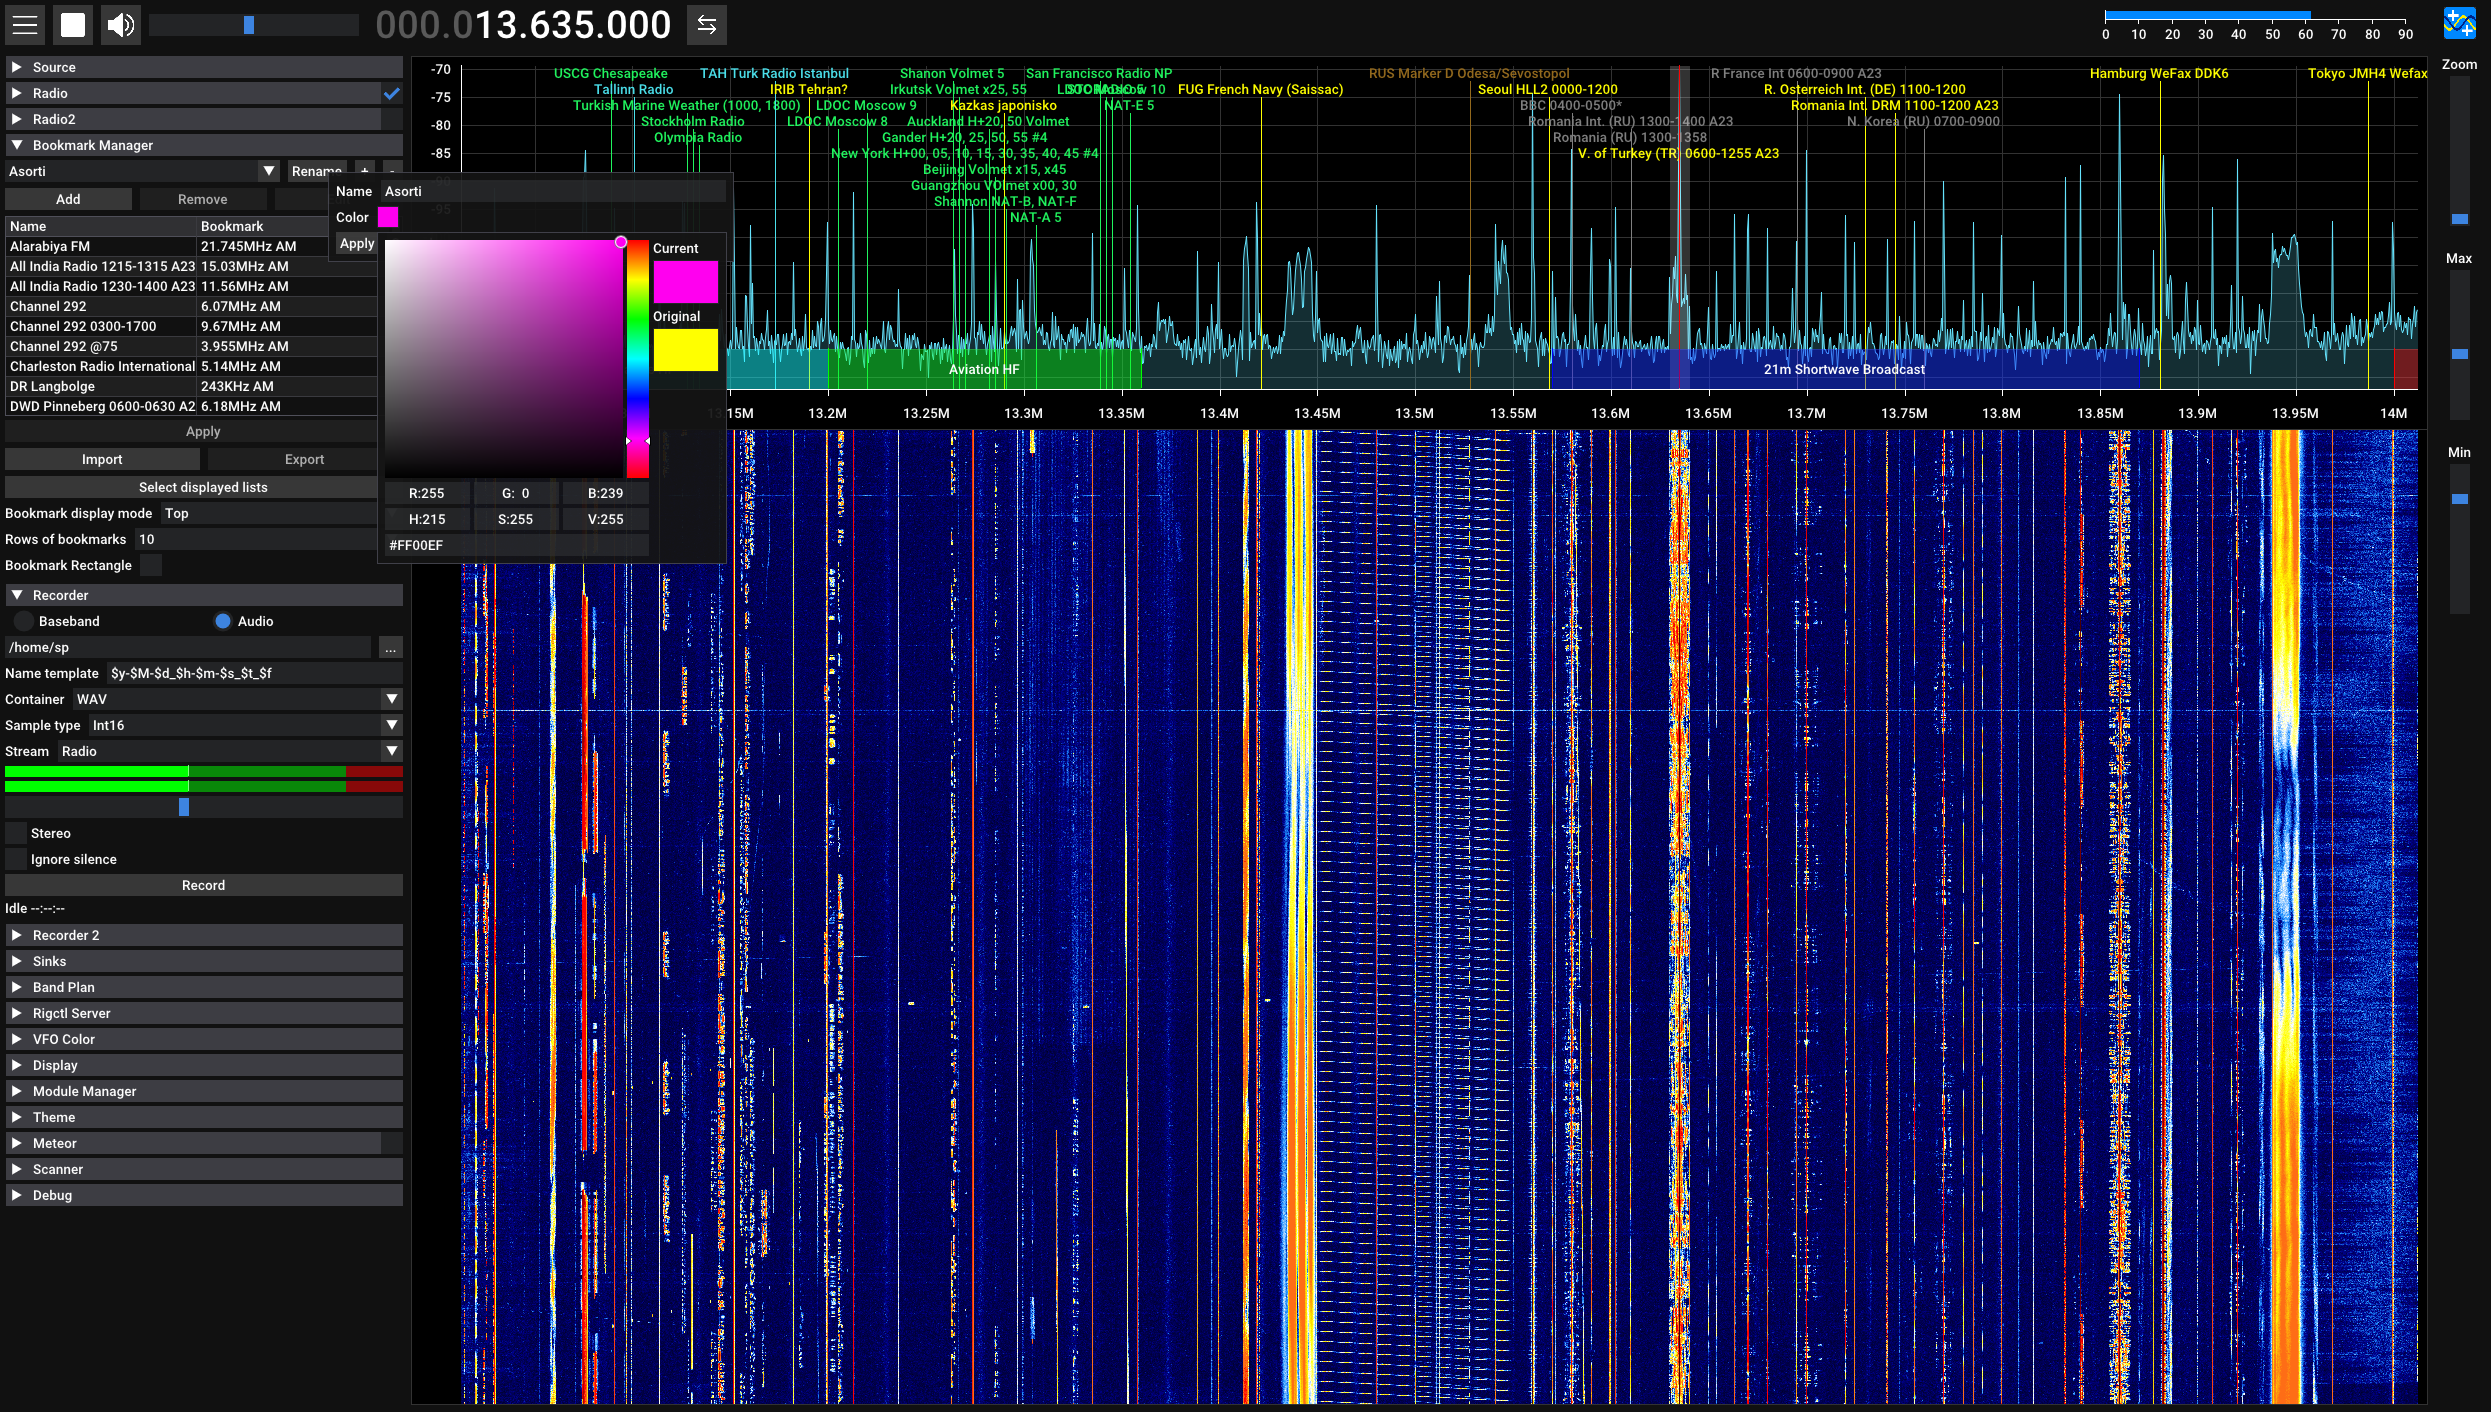 000.013.635.000
0 10 20 30 40 50 60 70 80 90
Source
Radio
Radio2
Bookmark Manager
Asorti
Rename
+
-
Add
Remove
Name Bookmark
Alarabiya FM 21.745MHz AM
All India Radio 1215-1315 A23 15.03MHz AM
All India Radio 1230-1400 A23 11.56MHz AM
Channel 292 6.07MHz AM
Channel 292 0300-1700 9.67MHz AM
Channel 292 @75 3.955MHz AM
Charleston Radio International 5.14MHz AM
DR Langbolge 243KHz AM
DWD Pinneberg 0600-0630 A2 6.18MHz AM
Apply
Import
Export
Select displayed lists
Bookmark display mode Top
Rows of bookmarks 10
Bookmark Rectangle
Recorder
Baseband
Audio
/home/sp
...
Name template $y-$M-$d_$h-$m-$s_$t_$f
Container WAV
Sample type Int16
Stream Radio
Stereo
Ignore silence
Record
Idle --:--:--
Recorder 2
Sinks
Band Plan
Rigctl Server
VFO Color
Display
Module Manager
Theme
Meteor
Scanner
Debug
Name Asorti
Color
Apply
Current
Original
R:255 G: 0 B:239
H:215 S:255 V:255
#FF00EF
-70
-75
-80
-85
-90
-95
USCG Chesapeake
TAH Turk Radio Istanbul
Shanon Volmet 5
San Francisco Radio NP
RUS Marker D Odesa/Sevostopol
R France Int 0600-0900 A23
Hamburg WeFax DDK6
Tokyo JMH4 Wefax
Tallinn Radio
IRIB Tehran?
Irkutsk Volmet x25, 55
10
FUG French Navy (Saissac)
Seoul HLL2 0000-1200
R. Osterreich Int. (DE) 1100-1200
Turkish Marine Weather (1000, 1800)
LDOC Moscow 9
Kazkas japonisko
NAT-E 5
BBC 0400-0500*
Romania Int. DRM 1100-1200 A23
Stockholm Radio
LDOC Moscow 8
Auckland H+20, 50 Volmet
Romania Int. (RU) 1300-1400 A23
N. Korea (RU) 0700-0900
Olympia Radio
Gander H+20, 25, 50, 55 #4
Romania (RU) 1300-1358
New York H+00, 05, 10, 15, 30, 35, 40, 45 #4
V. of Turkey (TR) 0600-1255 A23
Beijing Volmet x15, x45
Guangzhou VOlmet x00, 30
Shannon NAT-B, NAT-F
NAT-A 5
Aviation HF
21m Shortwave Broadcast
13.15M 13.2M 13.25M 13.3M 13.35M 13.4M 13.45M 13.5M 13.55M 13.6M 13.65M 13.7M 13.75M 13.8M 13.85M 13.9M 13.95M 14M
Zoom
Max
Min